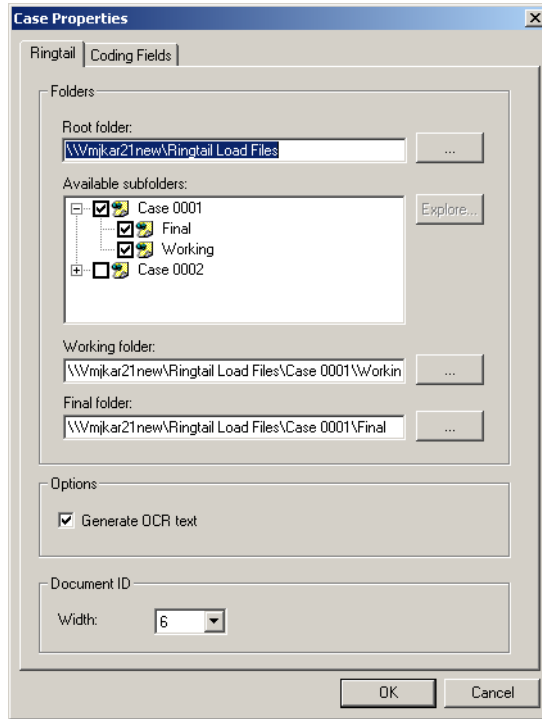 Case Properties
Ringtail
Coding Fields
Folders
Root folder:
\\Vmjkar21new\Ringtail Load Files
...
Available subfolders:
Case 0001
Final
Working
Case 0002
Explore...
Working folder:
\\Vmjkar21new\Ringtail Load Files\Case 0001\Workin
...
Final folder:
\\Vmjkar21new\Ringtail Load Files\Case 0001\Final
...
Options
Generate OCR text
Document ID
Width:
6
OK
Cancel